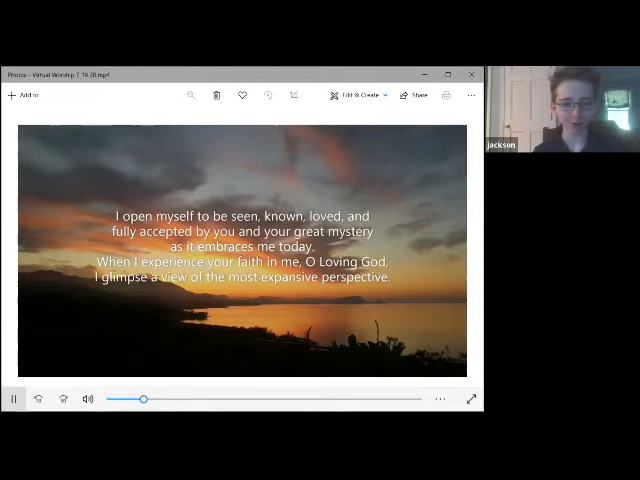 Photos - Virtual Worship 7 19 20.mp4
Add to
Edit & Create
Share
jackson
I open myself to be seen, known, loved, and
fully accepted by you and your great mystery
as it embraces me today.
When I experience your faith in me, O Loving God,
I glimpse a view of the most expansive perspective.
10
30